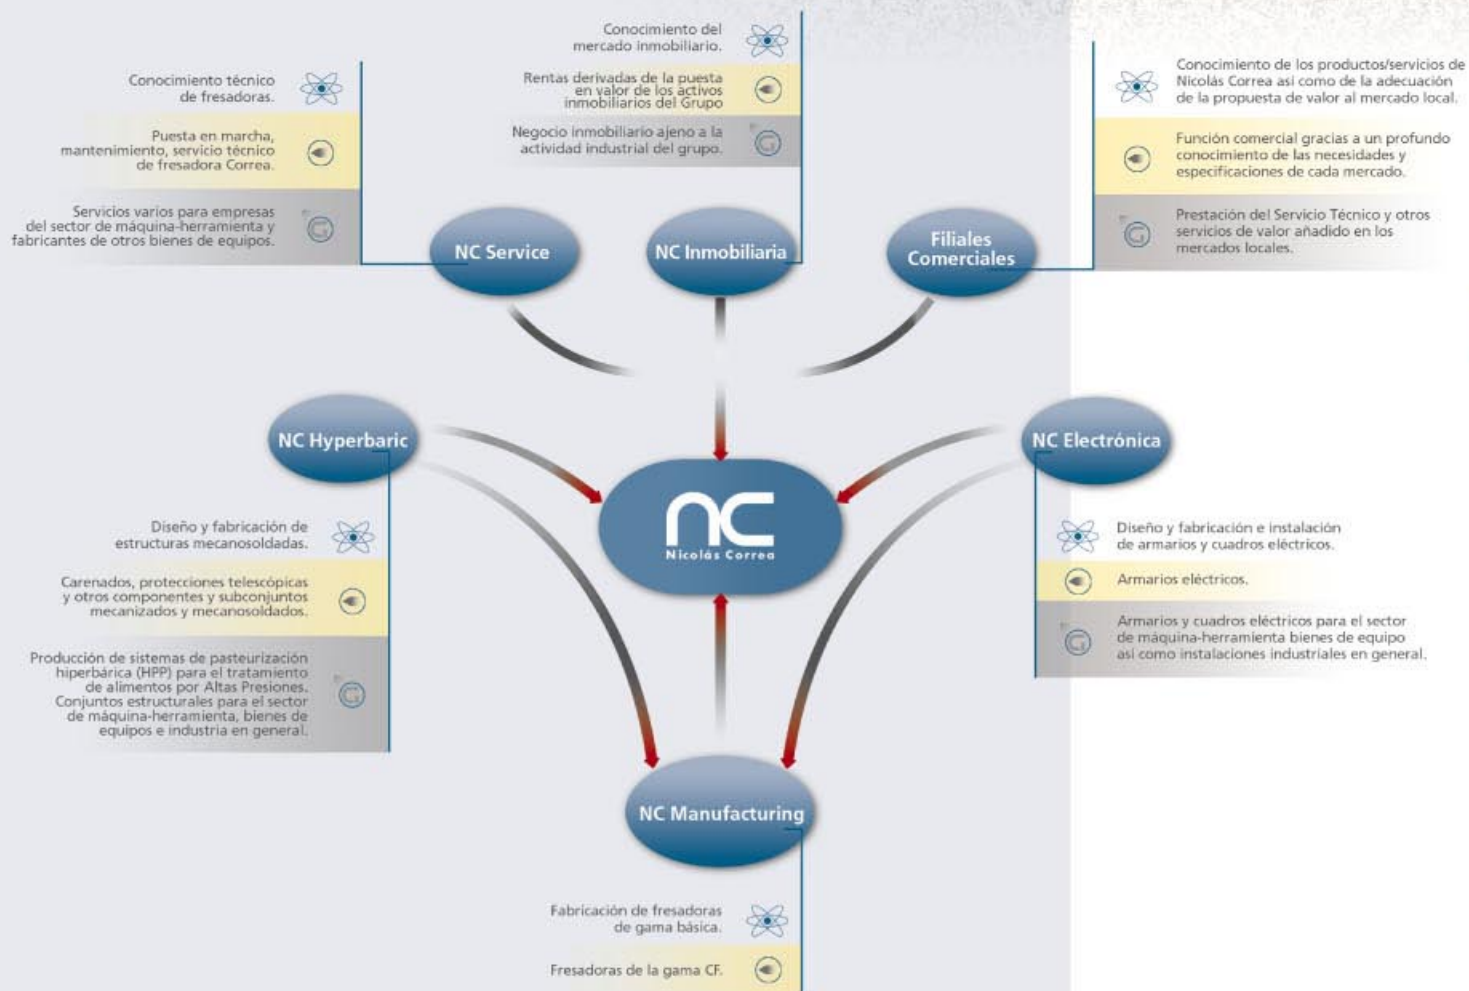 Conocimiento técnico
de fresadoras.
Puesta en marcha,
mantenimiento, servicio técnico
de fresadora Correa.
Servicios varios para empresas
del sector de máquina-herramienta y
fabricantes de otros bienes de equipos.
NC Service
Conocimiento del
mercado inmobiliario.
Rentas derivadas de la puesta
en valor de los activos
inmobiliarios del Grupo
Negocio inmobiliario ajeno a la
actividad industrial del grupo.
NC Inmobiliaria
Conocimiento de los productos/servicios de
Nicolás Correa así como de la adecuación
de la propuesta de valor al mercado local.
Función comercial gracias a un profundo
conocimiento de las necesidades y
especificaciones de cada mercado.
Prestación del Servicio Técnico y otros
servicios de valor añadido en los
mercados locales.
Filiales
Comerciales
NC Hyperbaric
Diseño y fabricación de
estructuras mecanosoldadas.
Carenados, protecciones telescópicas
y otros componentes y subconjuntos
mecanizados y mecanosoldados.
Producción de sistemas de pasteurización
hiperbárica (HPP) para el tratamiento
de alimentos por Altas Presiones.
Conjuntos estructurales para el sector
de máquina-herramienta, bienes de
equipos e industria en general.
nc
Nicolás Correa
NC Electrónica
Diseño y fabricación e instalación
de armarios y cuadros eléctricos.
Armarios eléctricos.
Armarios y cuadros eléctricos para el sector
de máquina-herramienta bienes de equipo
así como instalaciones industriales en general.
NC Manufacturing
Fabricación de fresadoras
de gama básica.
Fresadoras de la gama CF.